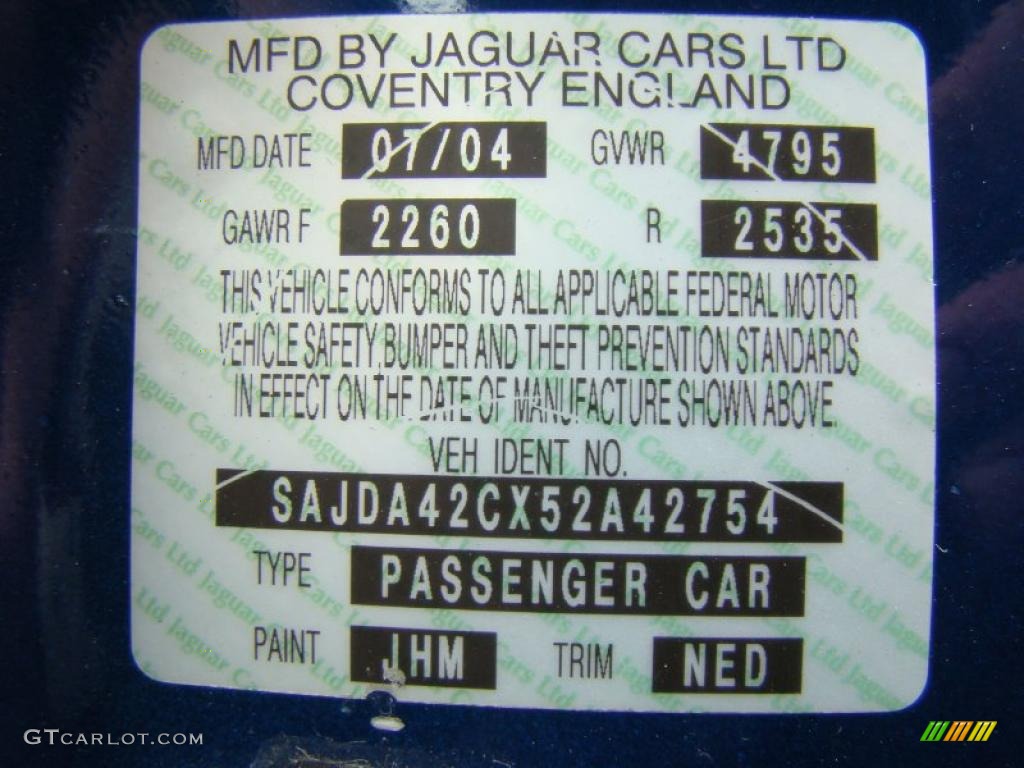 MFD BY JAGUAR CARS LTD
COVENTRY ENGLAND
MFD DATE 07/04 GVWR 4795
GAWR F 2260 R 2535
THIS VEHICLE CONFORMS TO ALL APPLICABLE FEDERAL MOTOR
VEHICLE SAFETY, BUMPER AND THEFT PREVENTION STANDARDS
IN EFFECT ON THE DATE OF MANUFACTURE SHOWN ABOVE.
VEH IDENT NO.
SAJDA42CX52A42754
TYPE PASSENGER CAR
PAINT JHM TRIM NED
GTCARLOT.COM